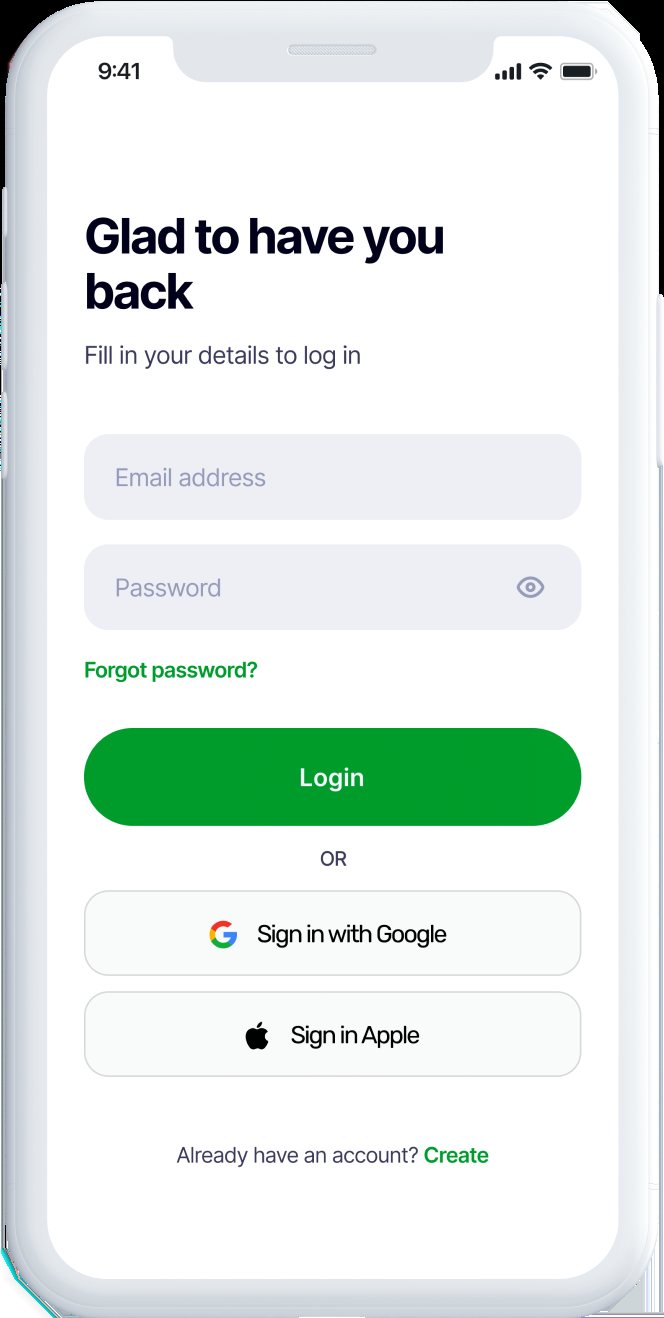 9:41
Glad to have you
back
Fill in your details to log in
Email address
Password
Forgot password?
Login
OR
Sign in with Google
Sign in Apple
Already have an account? Create